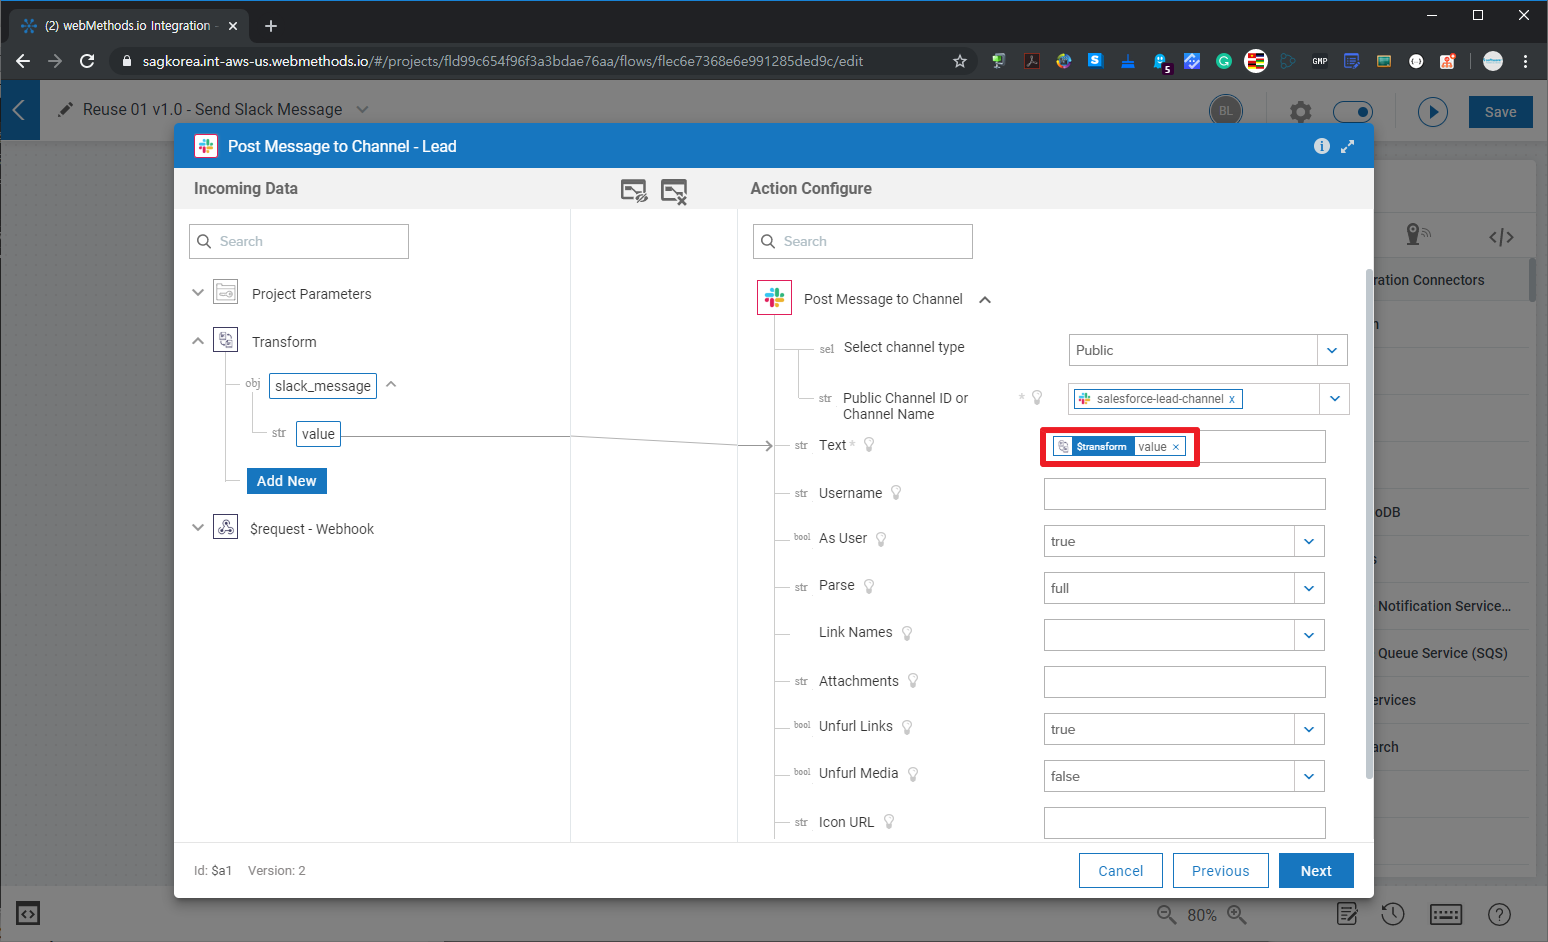 (2) webMethods.io Integration -
sagkorea.int-aws-us.webmethods.io/#/projects/fld99c654f96f3a3bdae76aa/flows/flec6e7368e6e991285ded9c/edit
5
GMP
Reuse 01 v1.0 - Send Slack Message
BL
Save
Post Message to Channel - Lead
Incoming Data
Action Configure
Search
Search
Project Parameters
Transform
obj slack_message
str value
Add New
$request - Webhook
Post Message to Channel
sel Select channel type
Public
str Public Channel ID or
Channel Name
*
salesforce-lead-channel x
str Text *
$transform value ×
str Username
bool As User
true
str Parse
full
Link Names
str Attachments
bool Unfurl Links
true
bool Unfurl Media
false
str Icon URL
ration Connectors
n
oDB
s
Notification Service...
Queue Service (SQS)
ervices
arch
Id: $a1 Version: 2
Cancel
Previous
Next
80%